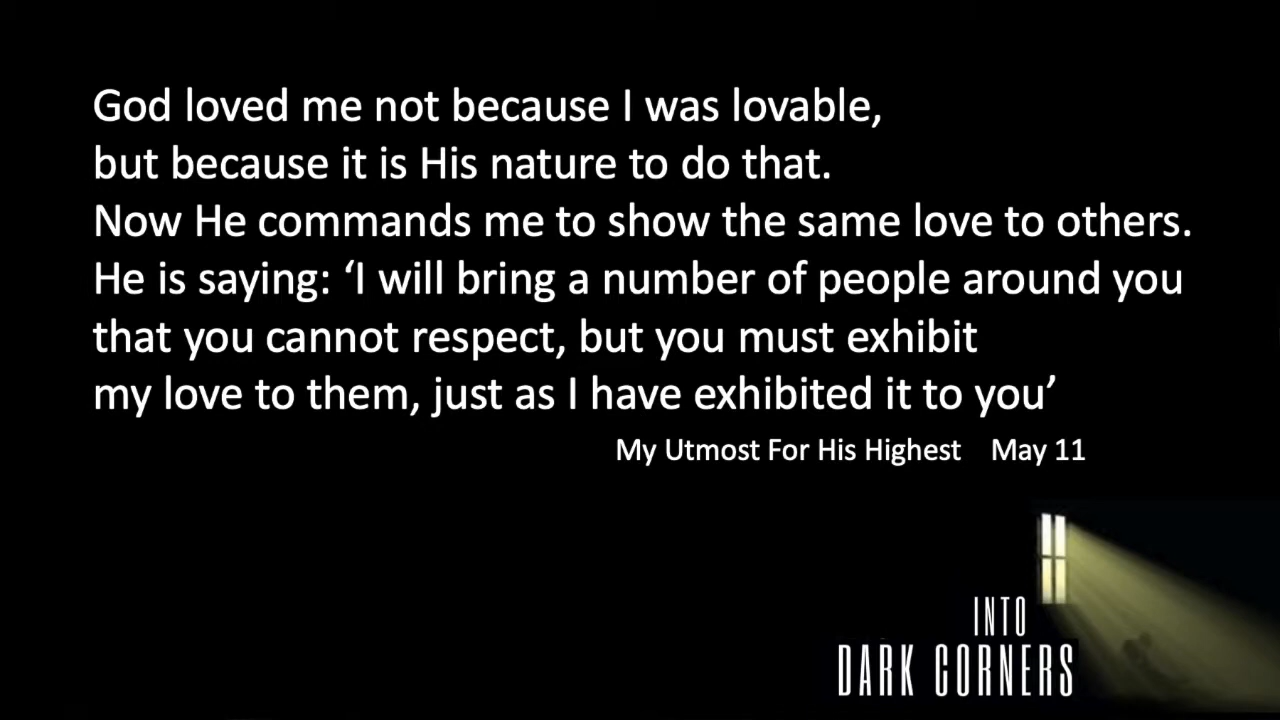 God loved me not because I was lovable,
but because it is His nature to do that.
Now He commands me to show the same love to others.
He is saying: ‘I will bring a number of people around you
that you cannot respect, but you must exhibit
my love to them, just as I have exhibited it to you’
My Utmost For His Highest May 11
INTO
DARK CORNERS